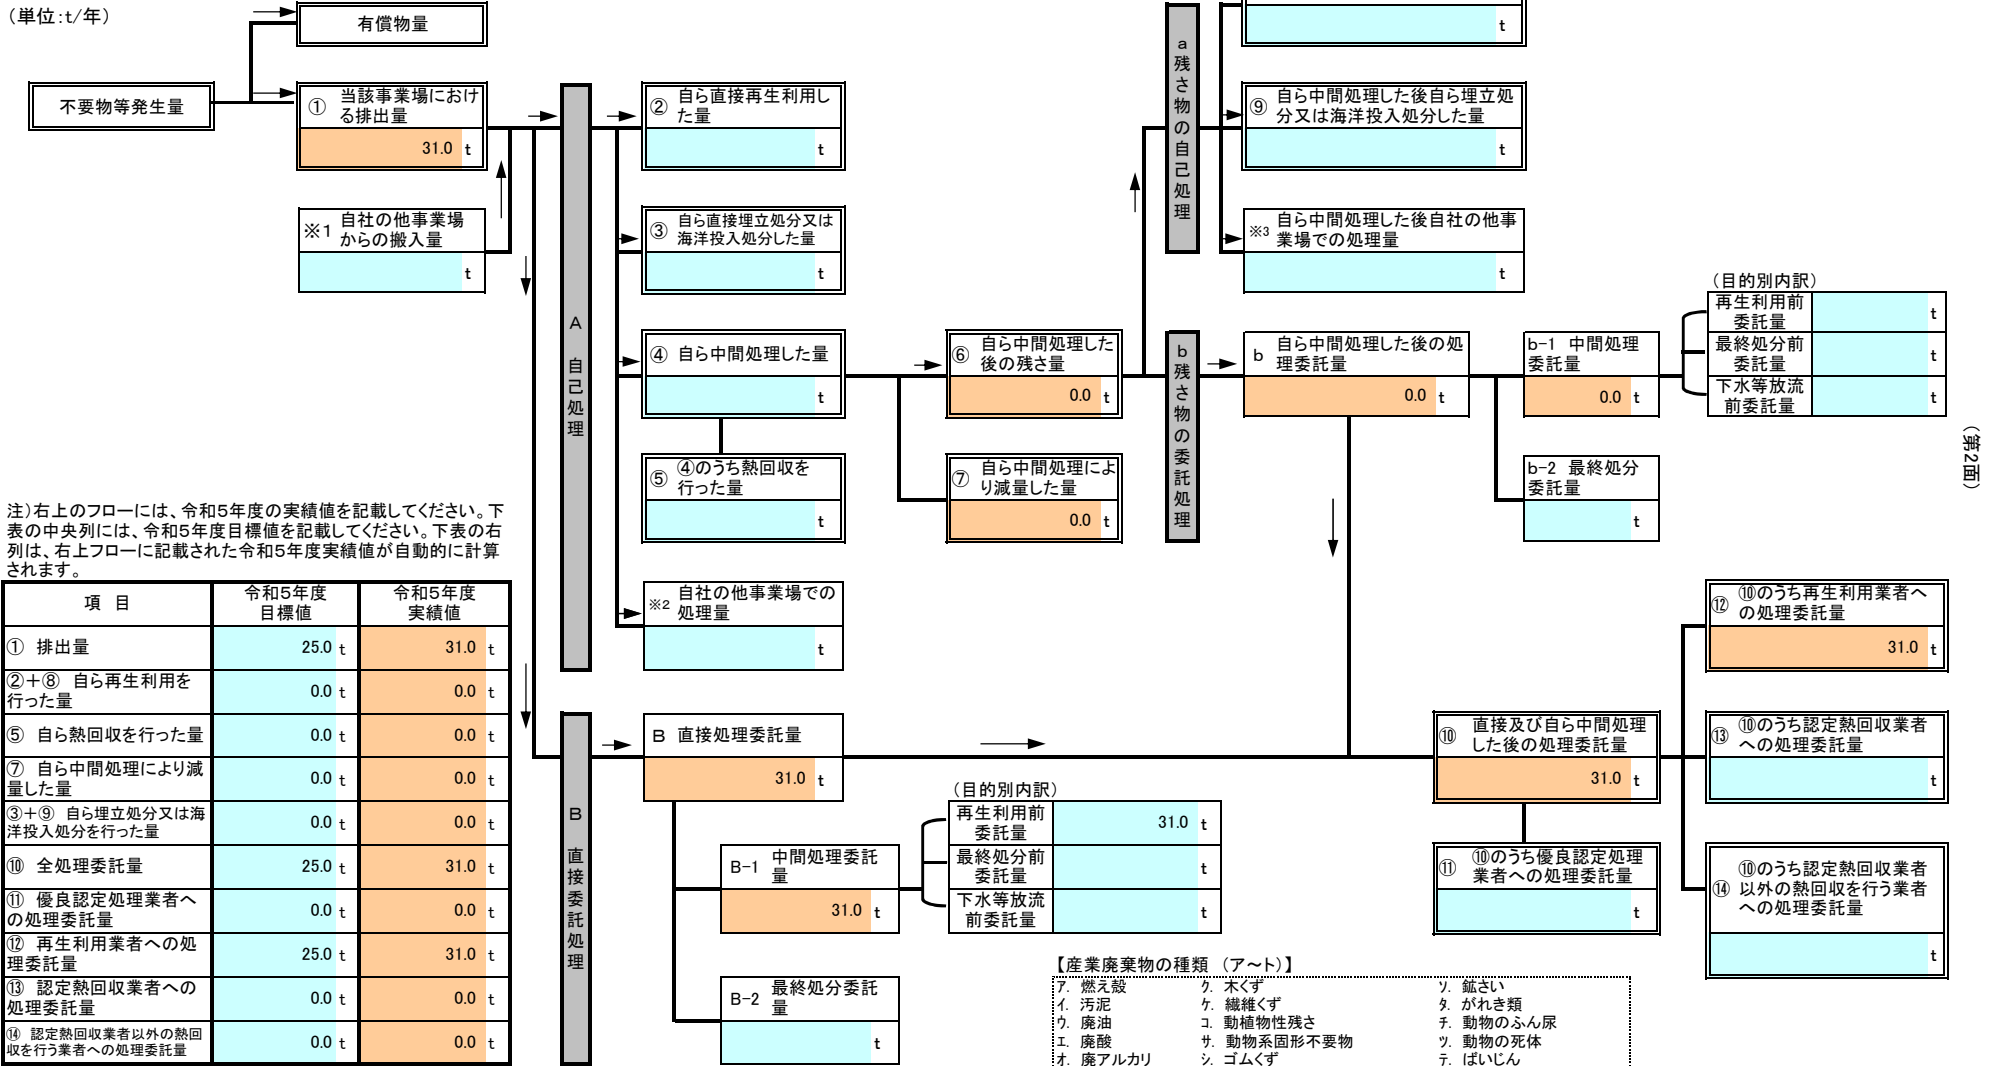 （単位:t/年）
有償物量
不要物等発生量
① 当該事業場におけ
る排出量
31.0 t
※1 自社の他事業場
からの搬入量
t
A 自己処理
② 自ら直接再生利用し
た量
t
③ 自ら直接埋立処分又は
海洋投入処分した量
t
④ 自ら中間処理した量
t
⑤ ④のうち熱回収を
行った量
t
※2 自社の他事業場での
処理量
t
⑥ 自ら中間処理した
後の残さ量
0.0 t
⑦ 自ら中間処理によ
り減量した量
0.0 t
a 残さ物の自己処理
t
⑨ 自ら中間処理した後自ら埋立処
分又は海洋投入処分した量
t
※3 自ら中間処理した後自社の他事
業場での処理量
t
b 残さ物の委託処理
b 自ら中間処理した後の処
理委託量
0.0 t
b-1 中間処理
委託量
0.0 t
b-2 最終処分
委託量
t
（目的別内訳）
再生利用前
委託量
t
最終処分前
委託量
t
下水等放流
前委託量
t
（第2面）
注）右上のフローには、令和5年度の実績値を記載してください。下
表の中央列には、令和5年度目標値を記載してください。下表の右
列は、右上フローに記載された令和5年度実績値が自動的に計算
されます。
項 目
令和5年度
目標値
令和5年度
実績値
① 排出量 25.0 t 31.0 t
②+⑧ 自ら再生利用を
行った量
0.0 t 0.0 t
⑤ 自ら熱回収を行った量 0.0 t 0.0 t
⑦ 自ら中間処理により減
量した量
0.0 t 0.0 t
③+⑨ 自ら埋立処分又は海
洋投入処分を行った量
0.0 t 0.0 t
⑩ 全処理委託量 25.0 t 31.0 t
⑪ 優良認定処理業者へ
の処理委託量
0.0 t 0.0 t
⑫ 再生利用業者への処
理委託量
25.0 t 31.0 t
⑬ 認定熱回収業者への
処理委託量
0.0 t 0.0 t
⑭ 認定熱回収業者以外の熱回
収を行う業者への処理委託量
0.0 t 0.0 t
B 直接委託処理
B 直接処理委託量
31.0 t
B-1 中間処理委託
量
31.0 t
B-2 最終処分委託
量
t
（目的別内訳）
再生利用前
委託量
31.0 t
最終処分前
委託量
t
下水等放流
前委託量
t
⑩ 直接及び自ら中間処理
した後の処理委託量
31.0 t
⑪ ⑩のうち優良認定処理
業者への処理委託量
t
⑫ ⑩のうち再生利用業者へ
の処理委託量
31.0 t
⑬ ⑩のうち認定熱回収業者
への処理委託量
t
⑭ ⑩のうち認定熱回収業者
以外の熱回収を行う業者
への処理委託量
t
【産業廃棄物の種類 （ア～ト）】
ア. 燃え殻 ク. 木くず ソ. 鉱さい
イ. 汚泥 ケ. 繊維くず タ. がれき類
ウ. 廃油 コ. 動植物性残さ チ. 動物のふん尿
エ. 廃酸 サ. 動物系固形不要物 ツ. 動物の死体
オ. 廃アルカリ シ. ゴムくず テ. ばいじん